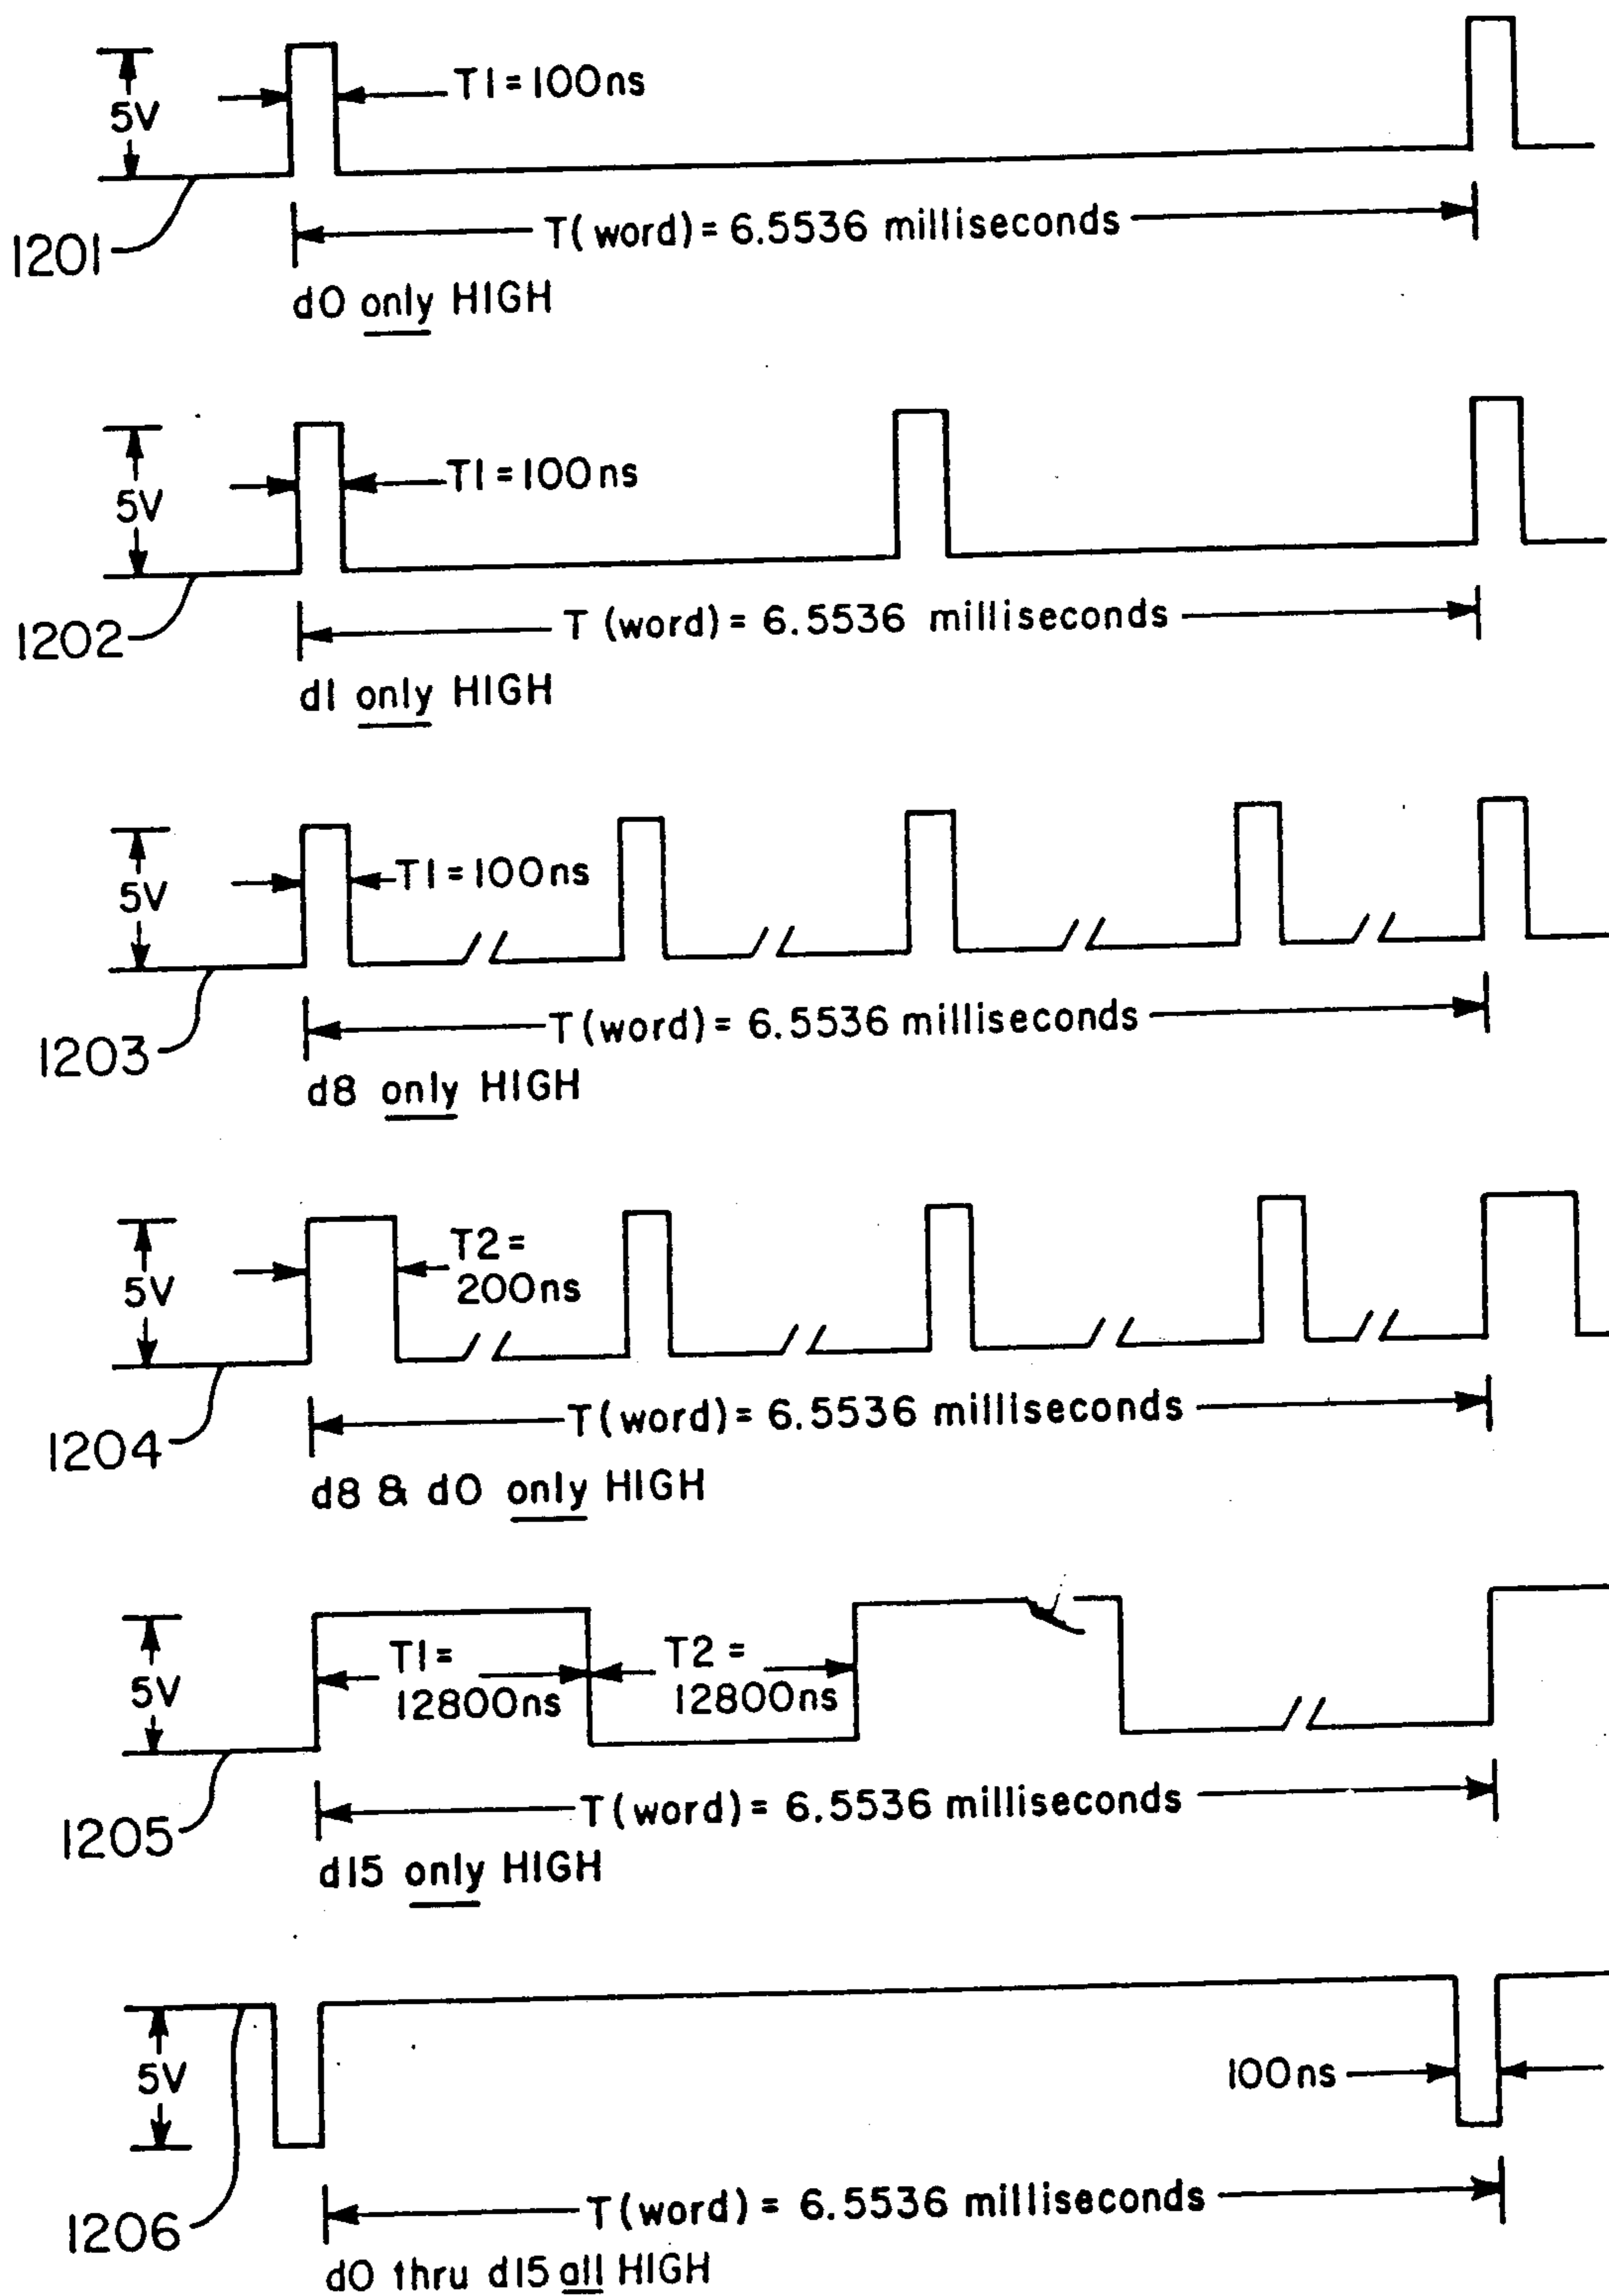 5V
T1 = 100ns
T(word) = 6.5536 milliseconds
1201
d0 only HIGH
5V
T1 = 100ns
T (word) = 6.5536 milliseconds
1202
d1 only HIGH
5V
T1 = 100ns
T (word) = 6.5536 milliseconds
1203
d8 only HIGH
5V
T2 =
200ns
T (word) = 6.5536 milliseconds
1204
d8 & d0 only HIGH
5V
T1 =
12800ns
T2 =
12800ns
T (word) = 6.5536 milliseconds
1205
d15 only HIGH
5V
100ns
T (word) = 6.5536 milliseconds
1206
d0 thru d15 all HIGH